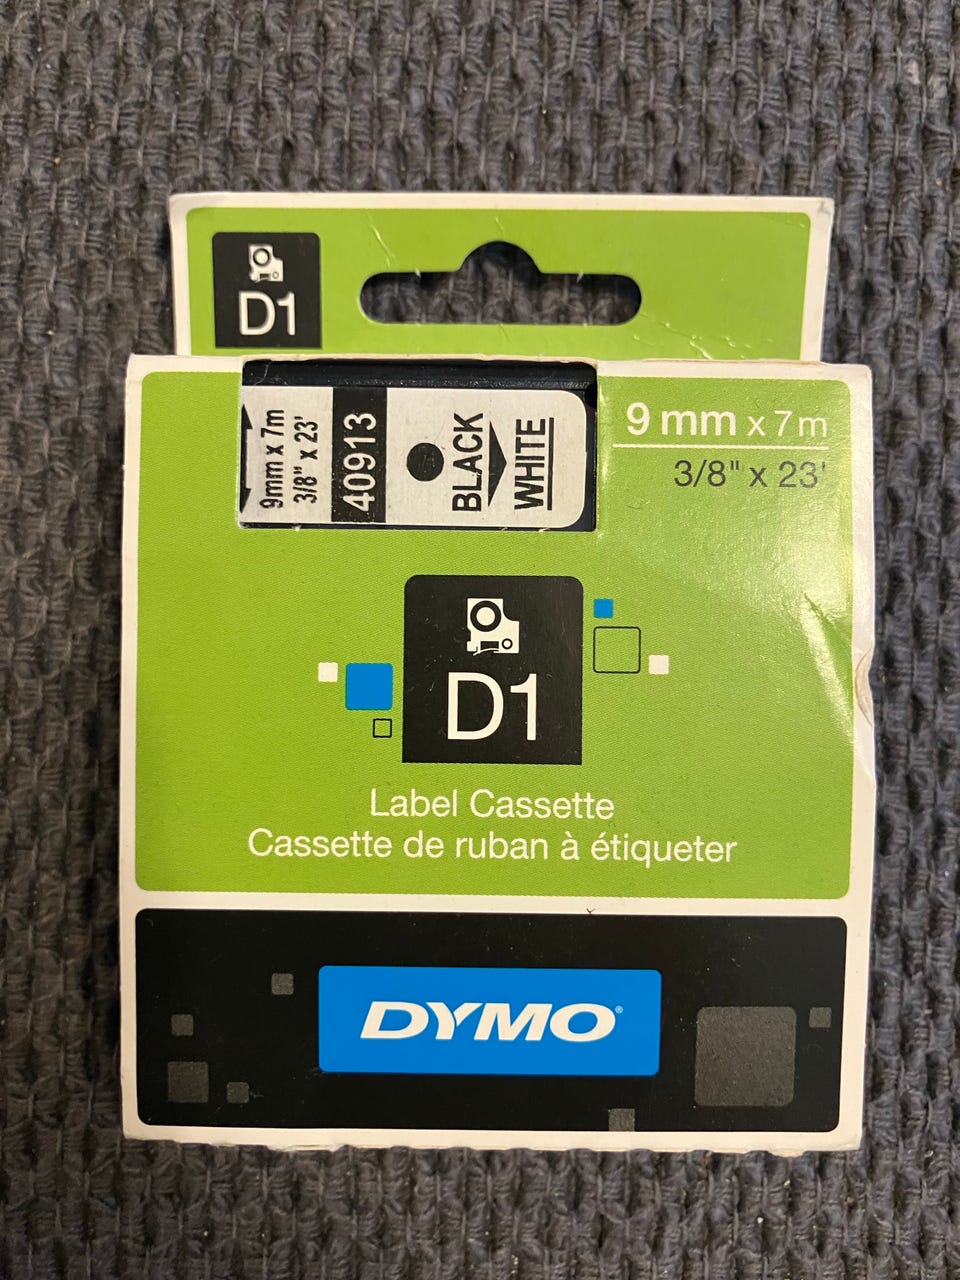 D1
9mm x 7m
3/8" x 23'
40913
BLACK
WHITE
9 mm x 7m
3/8" x 23'
D1
Label Cassette
Cassette de ruban à étiqueter
DYMO®